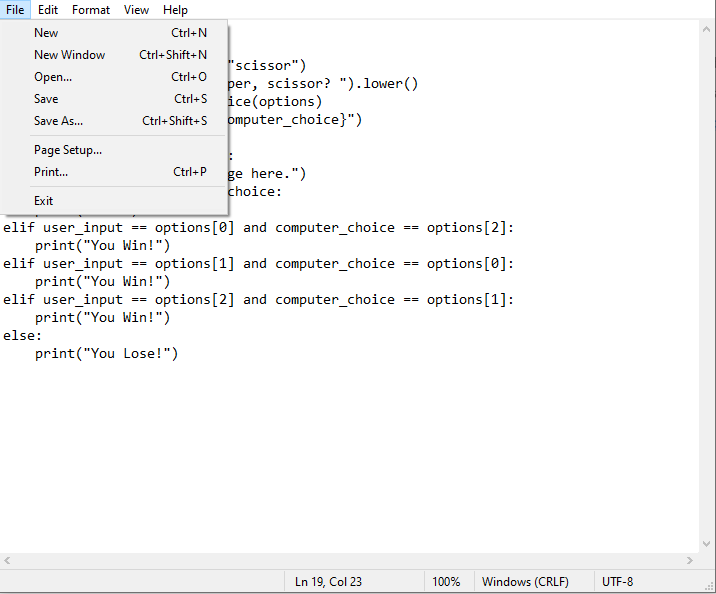 File Edit Format View Help
New Ctrl+N
New Window Ctrl+Shift+N
Open... Ctrl+O
Save Ctrl+S
Save As... Ctrl+Shift+S
Page Setup...
Print... Ctrl+P
Exit
"scissor")
per, scissor? ").lower()
ice(options)
omputer_choice}")
:
ge here.")
choice:
elif user_input == options[0] and computer_choice == options[2]:
print("You Win!")
elif user_input == options[1] and computer_choice == options[0]:
print("You Win!")
elif user_input == options[2] and computer_choice == options[1]:
print("You Win!")
else:
print("You Lose!")
Ln 19, Col 23 100% Windows (CRLF) UTF-8